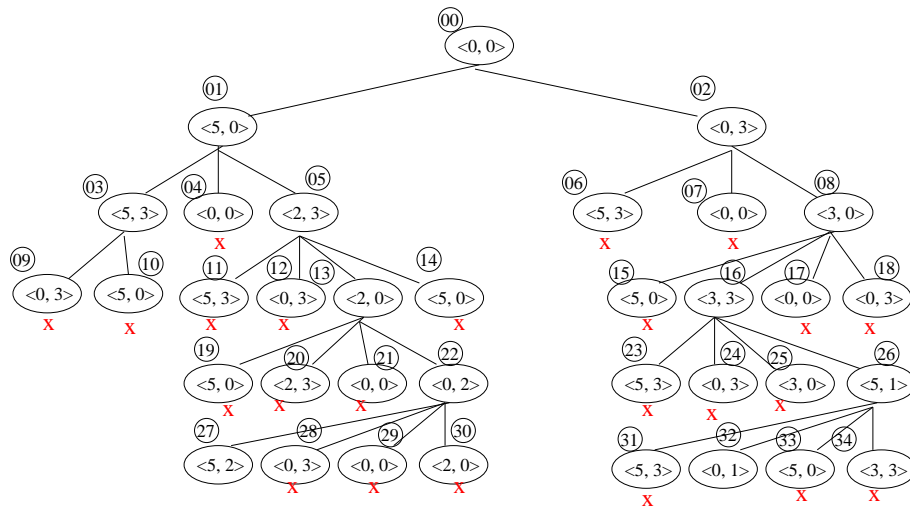 00
<0, 0>
01 02
<5, 0> <0, 3>
03 04 05 06 07 08
<5, 3> <0, 0> <2, 3> <5, 3> <0, 0> <3, 0>
x x x
09 10 11 12 13 14 15 16 17 18
<0, 3> <5, 0> <5, 3> <0, 3> <2, 0> <5, 0> <5, 0> <3, 3> <0, 0> <0, 3>
x x x x x x x x
19 20 21 22 23 24 25 26
<5, 0> <2, 3> <0, 0> <0, 2> <5, 3> <0, 3> <3, 0> <5, 1>
x x x x x x
27 28 29 30 31 32 33 34
<5, 2> <0, 3> <0, 0> <2, 0> <5, 3> <0, 1> <5, 0> <3, 3>
x x x x x x